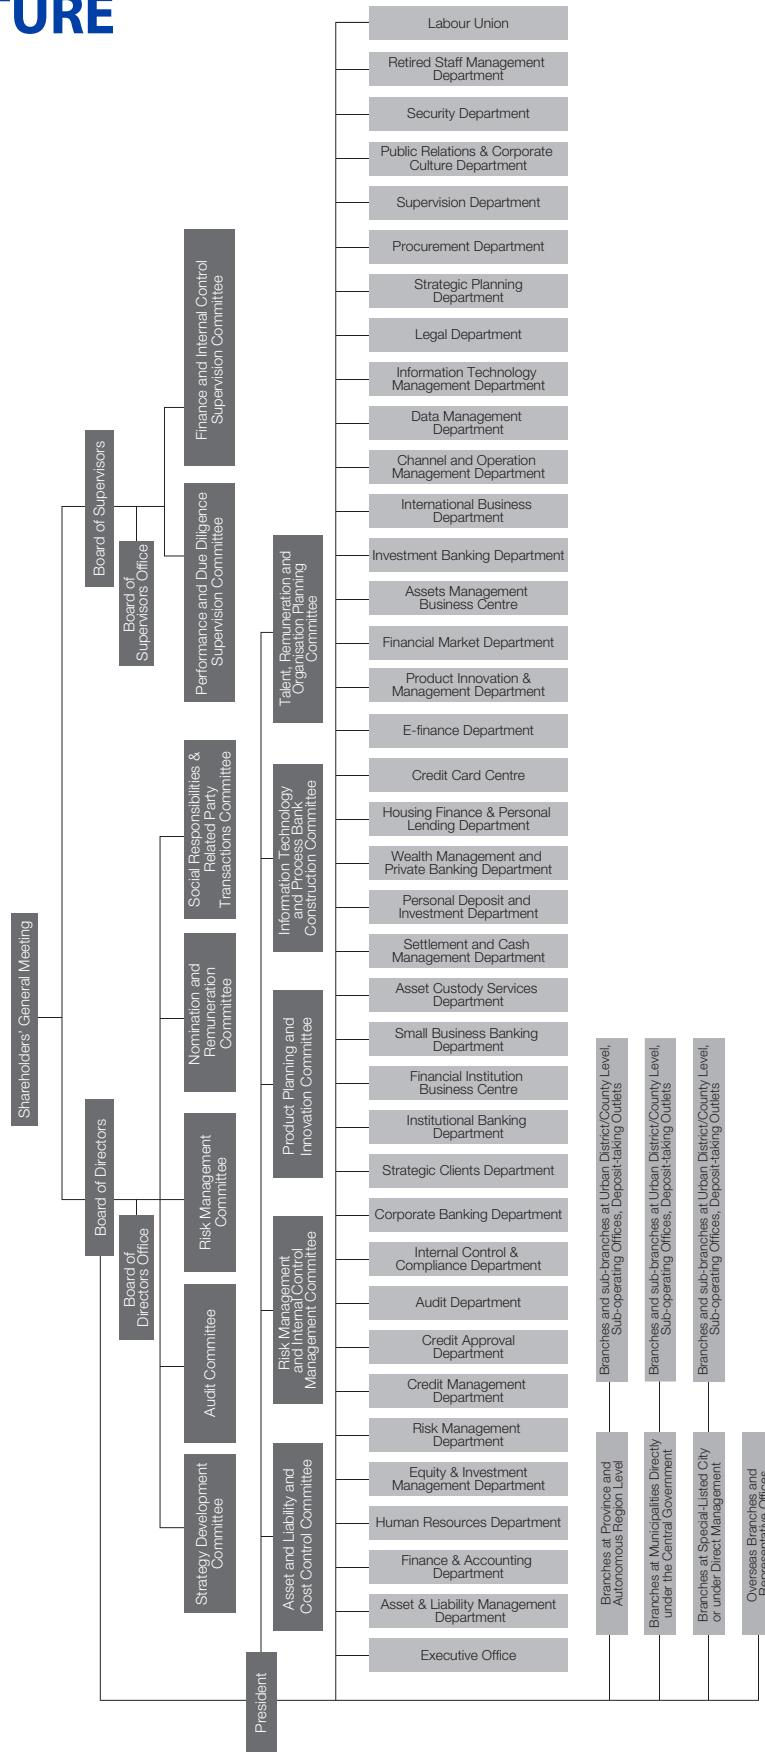 TURE
Shareholders' General Meeting
Board of Directors
Board of Supervisors
Board of
Directors Office
Board of
Supervisors Office
Strategy Development
Committee
Audit Committee
Risk Management
Committee
Nomination and
Remuneration
Committee
Social Responsibilities &
Related Party
Transactions Committee
Performance and Due Diligence
Supervision Committee
Finance and Internal Control
Supervision Committee
President
Asset and Liability and
Cost Control Committee
Risk Management
and Internal Control
Management Committee
Product Planning and
Innovation Committee
Information Technology
and Process Bank
Construction Committee
Talent, Remuneration and
Organisation Planning
Committee
Labour Union
Retired Staff Management
Department
Security Department
Public Relations & Corporate
Culture Department
Supervision Department
Procurement Department
Strategic Planning
Department
Legal Department
Information Technology
Management Department
Data Management
Department
Channel and Operation
Management Department
International Business
Department
Investment Banking Department
Assets Management
Business Centre
Financial Market Department
Product Innovation &
Management Department
E-finance Department
Credit Card Centre
Housing Finance & Personal
Lending Department
Wealth Management and
Private Banking Department
Personal Deposit and
Investment Department
Settlement and Cash
Management Department
Asset Custody Services
Department
Small Business Banking
Department
Financial Institution
Business Centre
Institutional Banking
Department
Strategic Clients Department
Corporate Banking Department
Internal Control &
Compliance Department
Audit Department
Credit Approval
Department
Credit Management
Department
Risk Management
Department
Equity & Investment
Management Department
Human Resources Department
Finance & Accounting
Department
Asset & Liability Management
Department
Executive Office
Branches at Province and
Autonomous Region Level
Branches and sub-branches at Urban District/County Level,
Sub-operating Offices, Deposit-taking Outlets
Branches at Municipalities Directly
under the Central Government
Branches and sub-branches at Urban District/County Level,
Sub-operating Offices, Deposit-taking Outlets
Branches at Special-Listed City
or under Direct Management
Branches and sub-branches at Urban District/County Level,
Sub-operating Offices, Deposit-taking Outlets
Overseas Branches and
Representative Offices